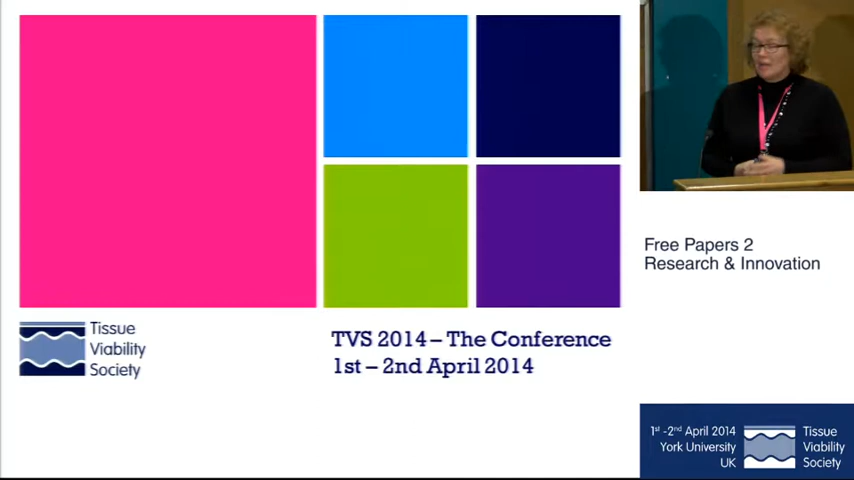 Tissue
Viability
Society
TVS 2014 – The Conference
1st – 2nd April 2014
Free Papers 2
Research & Innovation
1st -2nd April 2014
York University
UK
Tissue
Viability
Society